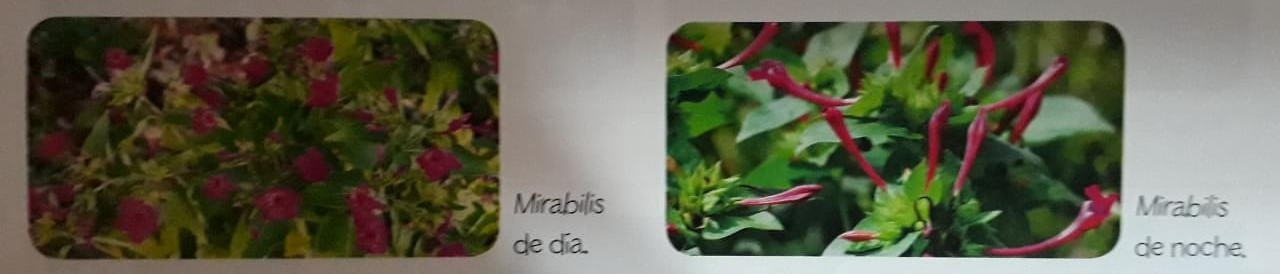 Mirabilis
de día.
Mirabilis
de noche.